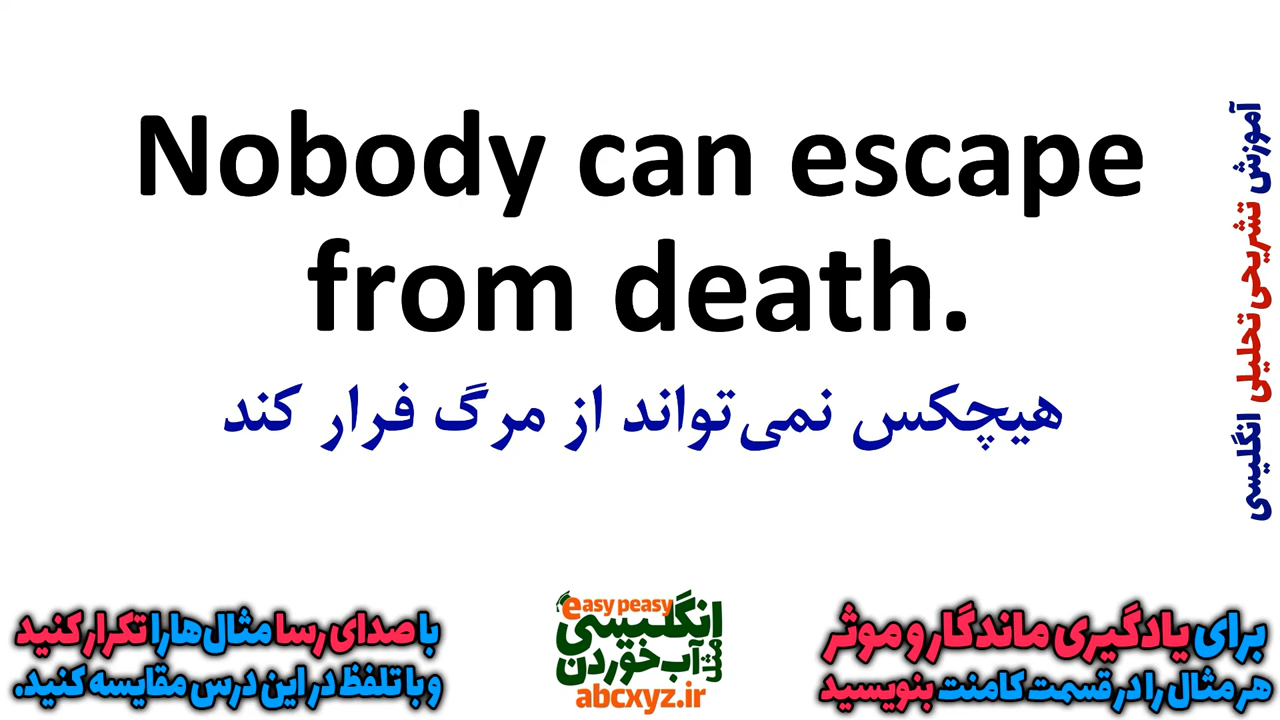 Nobody can escape
from death.
هیچکس نمی‌تواند از مرگ فرار کند
آموزش تشریحی تحلیلی انگلیسی
با صدای رسا مثال‌ها را تکرار کنید
و با تلفظ در این درس مقایسه کنید.
easy peasy
انگلیسی
مثل آب خوردن
abcxyz.ir
برای یادگیری ماندگار و موثر
هر مثال را در قسمت کامنت بنویسید